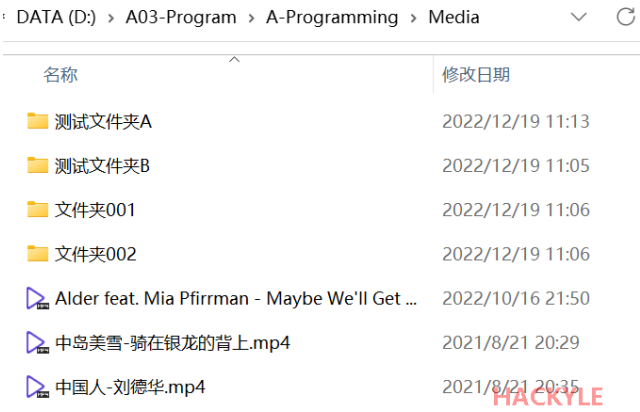 DATA (D:) > A03-Program > A-Programming > Media
名称 修改日期
测试文件夹A 2022/12/19 11:13
测试文件夹B 2022/12/19 11:05
文件夹001 2022/12/19 11:06
文件夹002 2022/12/19 11:06
Alder feat. Mia Pfirrman - Maybe We'll Get ... 2022/10/16 21:50
中岛美雪-骑在银龙的背上.mp4 2021/8/21 20:29
中国人-刘德华.mp4 2021/8/21 20:35
HACKYLE